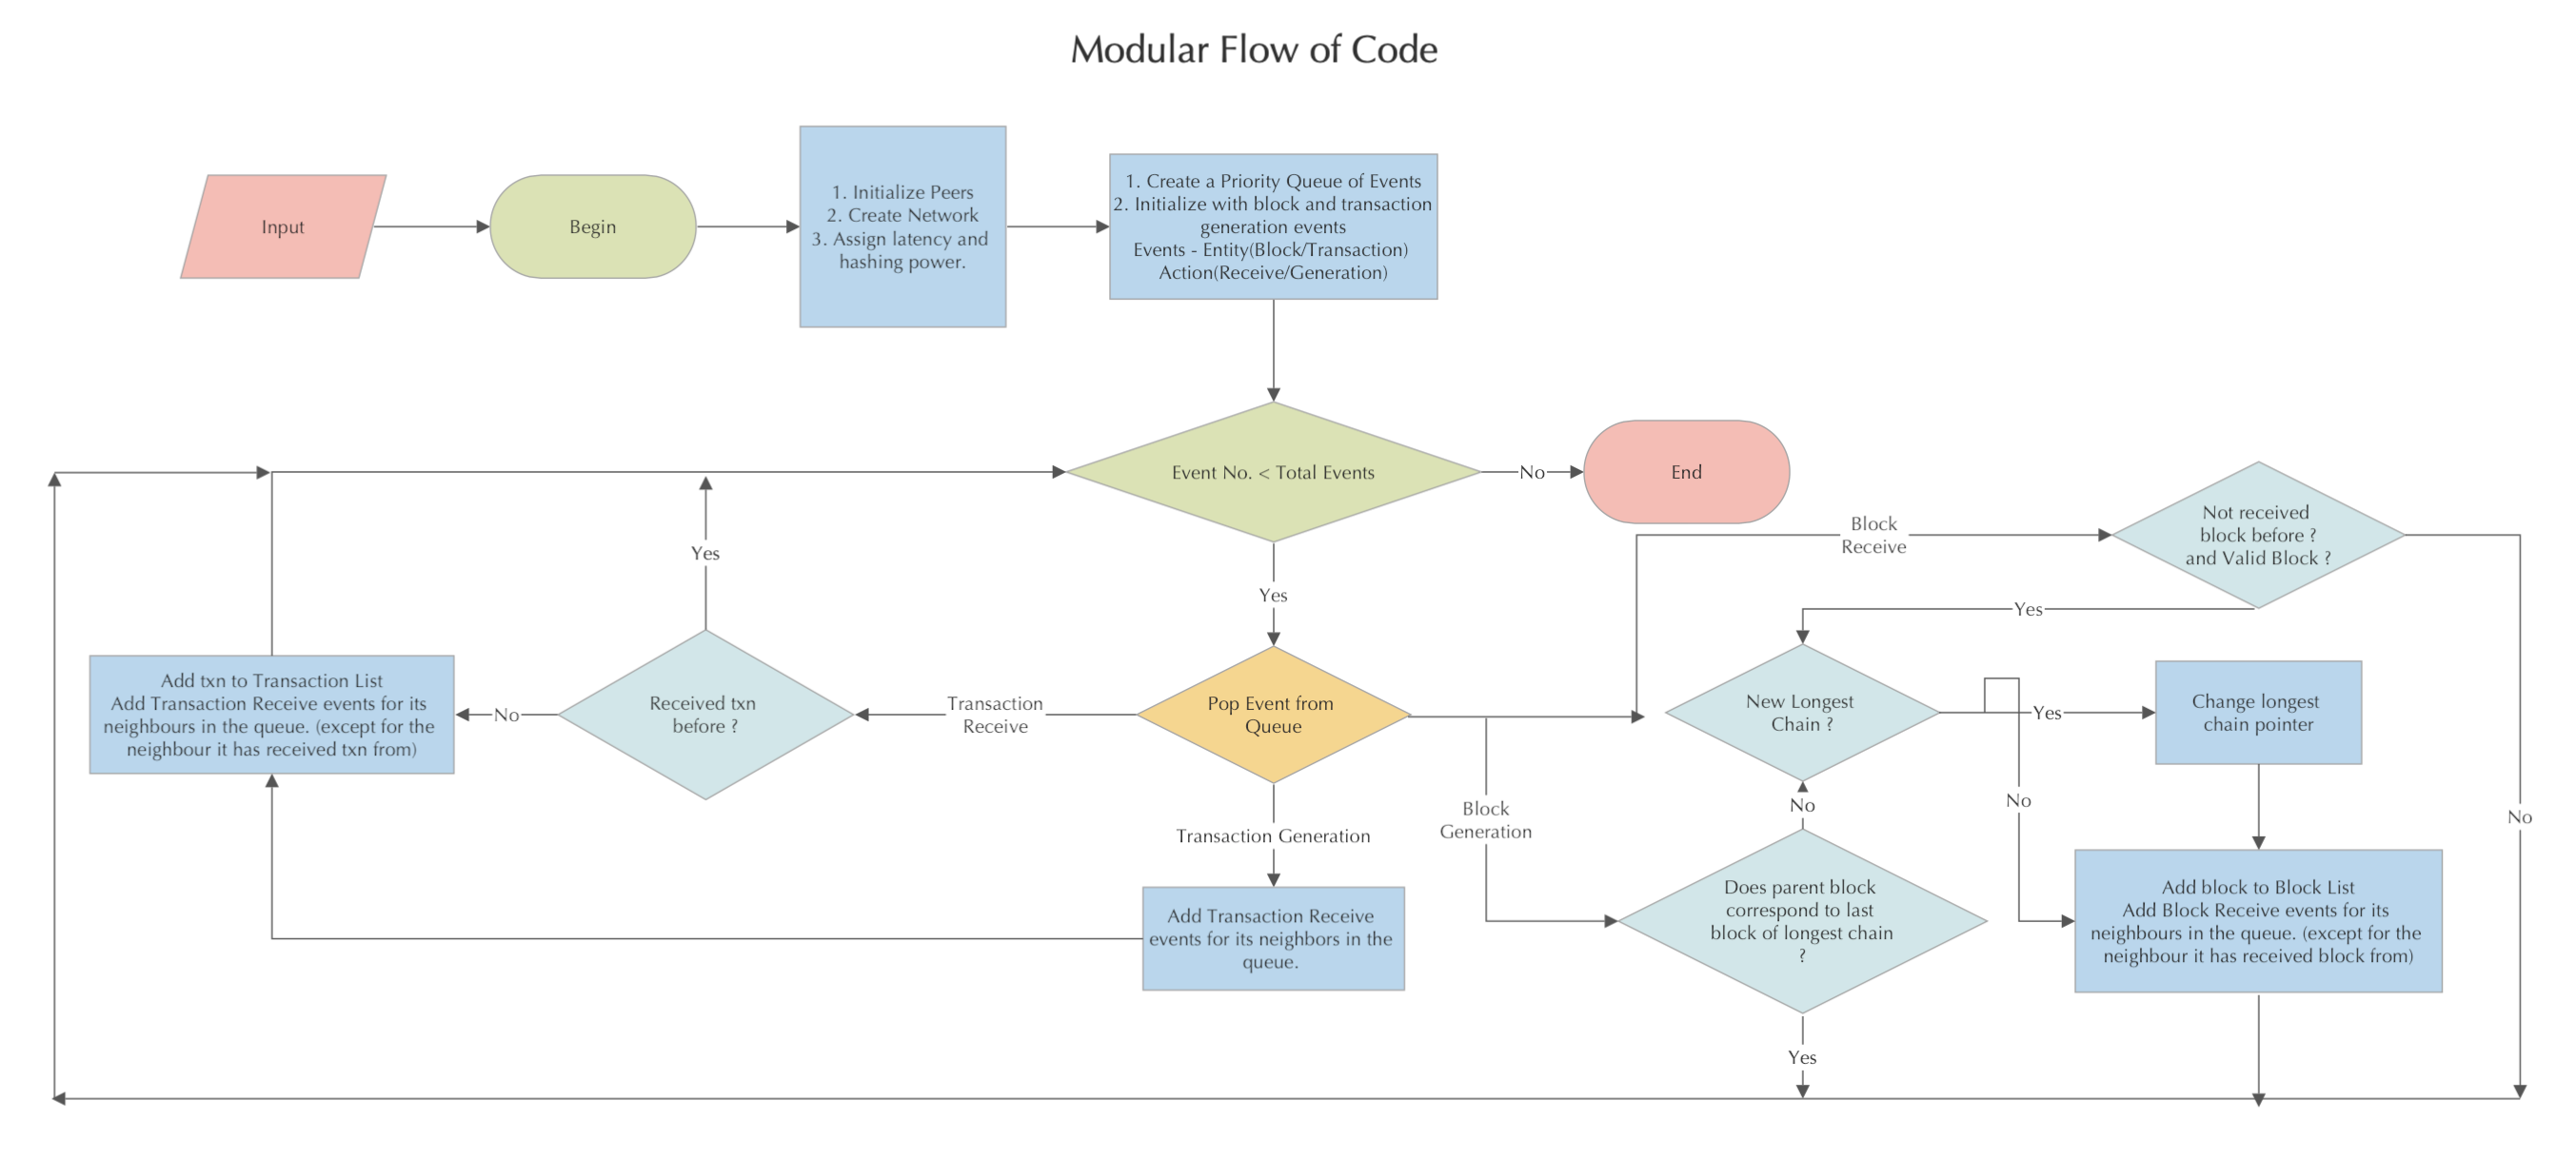 Modular Flow of Code
Input
Begin
1. Initialize Peers
2. Create Network
3. Assign latency and
hashing power.
1. Create a Priority Queue of Events
2. Initialize with block and transaction
generation events
Events - Entity(Block/Transaction)
Action(Receive/Generation)
Event No. < Total Events
No
End
Block
Receive
Not received
block before ?
and Valid Block ?
Yes
Yes
Yes
Add txn to Transaction List
Add Transaction Receive events for its
neighbours in the queue. (except for the
neighbour it has received txn from)
No
Received txn
before ?
Transaction
Receive
Pop Event from
Queue
New Longest
Chain ?
Yes
Change longest
chain pointer
No
No
No
Block
Generation
Transaction Generation
Add Transaction Receive
events for its neighbors in the
queue.
Does parent block
correspond to last
block of longest chain
?
Add block to Block List
Add Block Receive events for its
neighbours in the queue. (except for the
neighbour it has received block from)
Yes